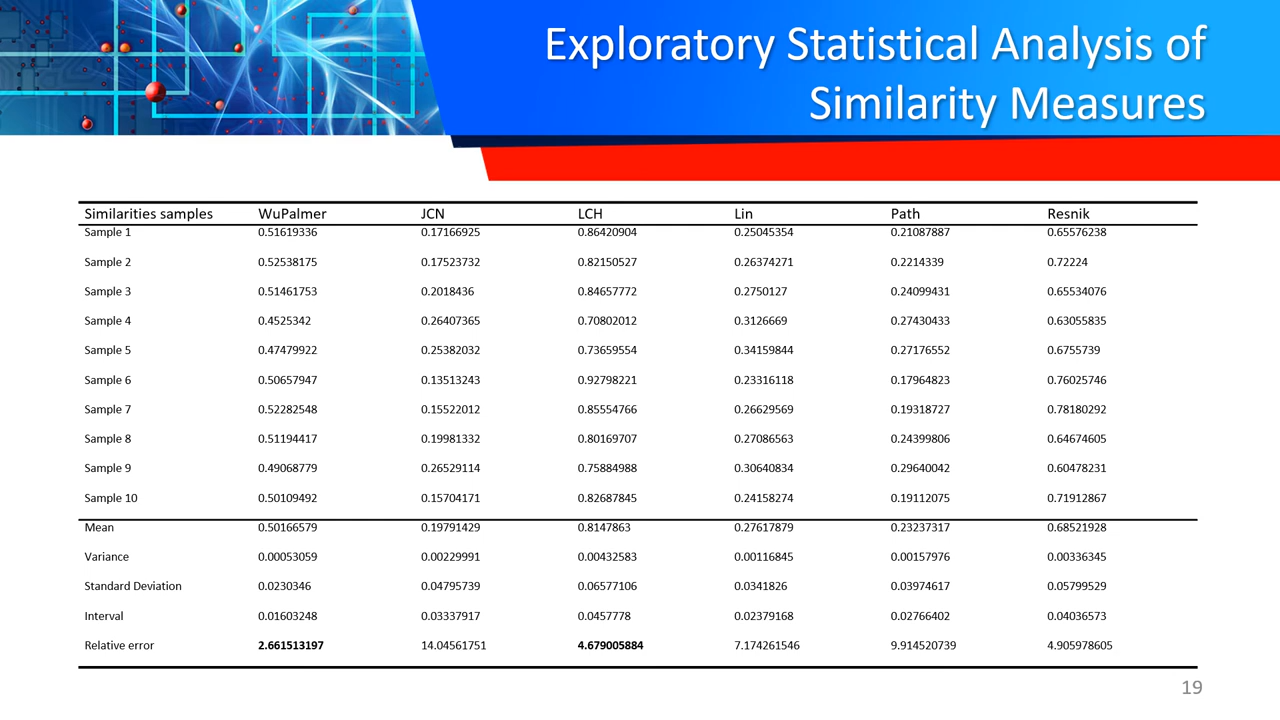 Exploratory Statistical Analysis of
Similarity Measures
Similarities samples WuPalmer JCN LCH Lin Path Resnik
Sample 1 0.51619336 0.17166925 0.86420904 0.25045354 0.21087887 0.65576238
Sample 2 0.52538175 0.17523732 0.82150527 0.26374271 0.2214339 0.72224
Sample 3 0.51461753 0.2018436 0.84657772 0.2750127 0.24099431 0.65534076
Sample 4 0.4525342 0.26407365 0.70802012 0.3126669 0.27430433 0.63055835
Sample 5 0.47479922 0.25382032 0.73659554 0.34159844 0.27176552 0.6755739
Sample 6 0.50657947 0.13513243 0.92798221 0.23316118 0.17964823 0.76025746
Sample 7 0.52282548 0.15522012 0.85554766 0.26629569 0.19318727 0.78180292
Sample 8 0.51194417 0.19981332 0.80169707 0.27086563 0.24399806 0.64674605
Sample 9 0.49068779 0.26529114 0.75884988 0.30640834 0.29640042 0.60478231
Sample 10 0.50109492 0.15704171 0.82687845 0.24158274 0.19112075 0.71912867
Mean 0.50166579 0.19791429 0.8147863 0.27617879 0.23237317 0.68521928
Variance 0.00053059 0.00229991 0.00432583 0.00116845 0.00157976 0.00336345
Standard Deviation 0.0230346 0.04795739 0.06577106 0.0341826 0.03974617 0.05799529
Interval 0.01603248 0.03337917 0.0457778 0.02379168 0.02766402 0.04036573
Relative error 2.661513197 14.04561751 4.679005884 7.174261546 9.914520739 4.905978605
19